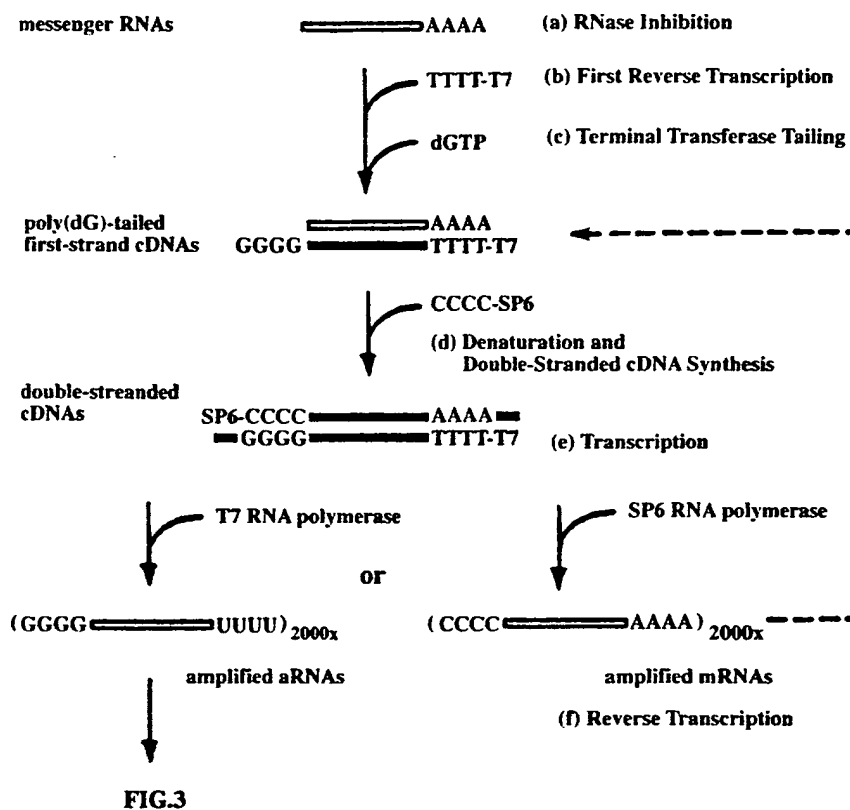 messenger RNAs AAAA (a) RNase Inhibition
TTTT-T7 (b) First Reverse Transcription
dGTP (c) Terminal Transferase Tailing
poly(dG)-tailed
first-strand cDNAs
AAAA
GGGG TTTT-T7
CCCC-SP6
(d) Denaturation and
Double-Stranded cDNA Synthesis
double-streanded
cDNAs
SP6-CCCC AAAA
GGGG TTTT-T7
(e) Transcription
T7 RNA polymerase
SP6 RNA polymerase
or
(GGGG UUUU)2000x
(CCCC AAAA)2000x
amplified aRNAs
amplified mRNAs
(f) Reverse Transcription
FIG.3